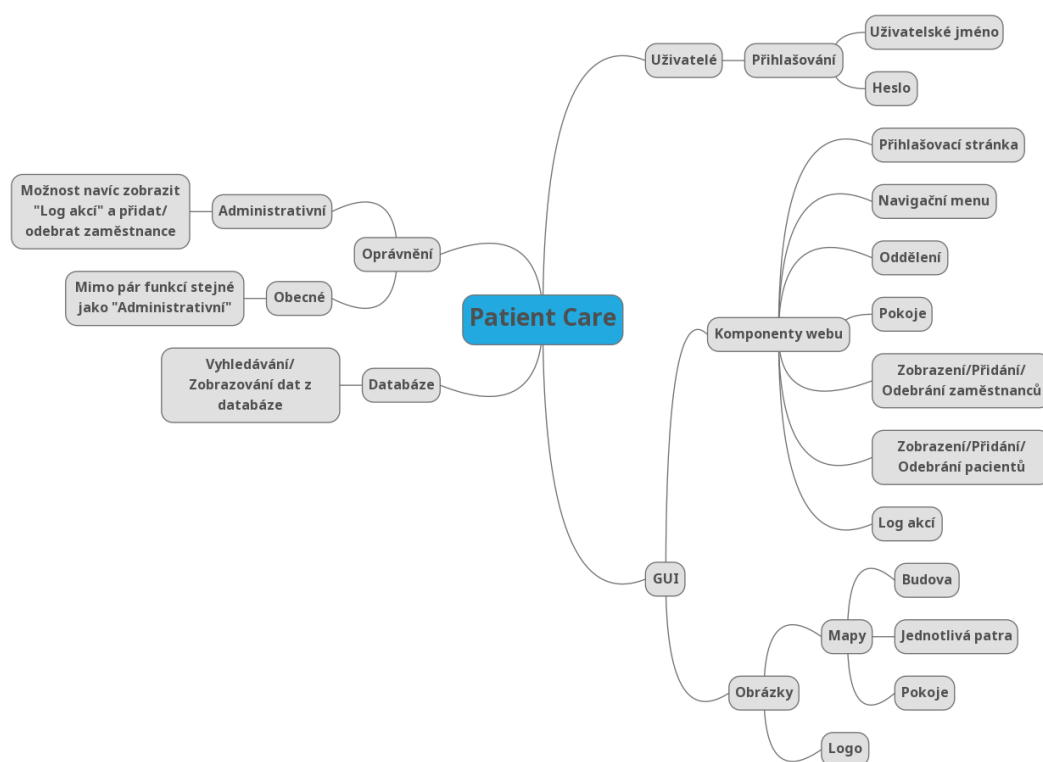 Patient Care
Uživatelé
Přihlašování
Uživatelské jméno
Heslo
Oprávnění
Administrativní
Možnost navíc zobrazit
"Log akcí" a přidat/
odebrat zaměstnance
Obecné
Mimo pár funkcí stejné
jako "Administrativní"
Databáze
Vyhledávání/
Zobrazování dat z
databáze
GUI
Komponenty webu
Přihlašovací stránka
Navigační menu
Oddělení
Pokoje
Zobrazení/Přidání/
Odebrání zaměstnanců
Zobrazení/Přidání/
Odebrání pacientů
Log akcí
Obrázky
Mapy
Budova
Jednotlivá patra
Pokoje
Logo